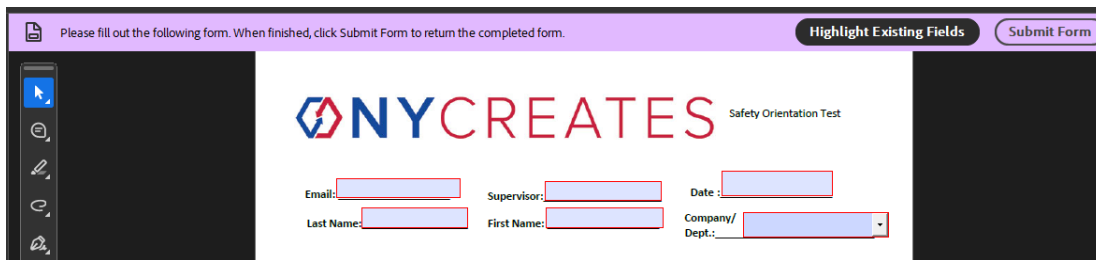 Please fill out the following form. When finished, click Submit Form to return the completed form.
Highlight Existing Fields
Submit Form
NYCREATES
Safety Orientation Test
Email:
Supervisor:
Date :
Last Name:
First Name:
Company/
Dept.: